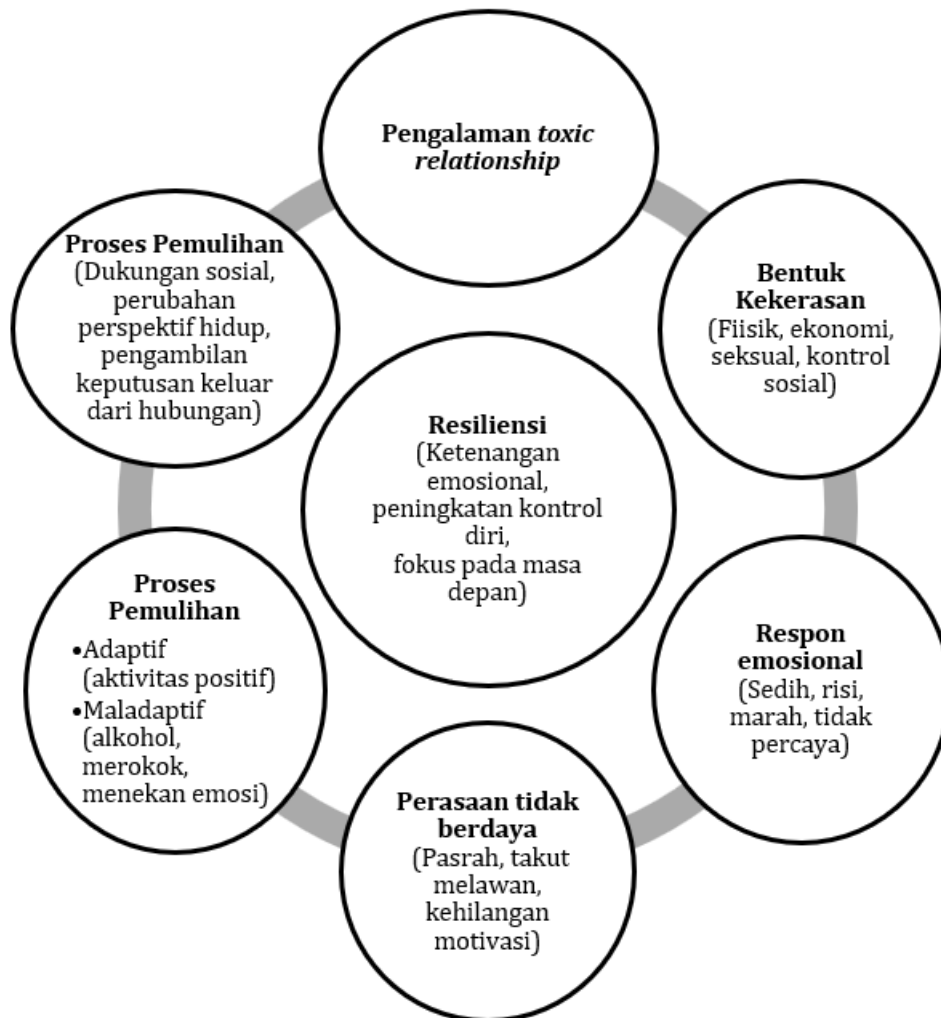 Pengalaman toxic
relationship
Bentuk
Kekerasan
(Fiisik, ekonomi,
seksual, kontrol
sosial)
Respon
emosional
(Sedih, risi,
marah, tidak
percaya)
Perasaan tidak
berdaya
(Pasrah, takut
melawan,
kehilangan
motivasi)
Proses
Pemulihan
•Adaptif
(aktivitas positif)
•Maladaptif
(alkohol,
merokok,
menekan emosi)
Proses Pemulihan
(Dukungan sosial,
perubahan
perspektif hidup,
pengambilan
keputusan keluar
dari hubungan)
Resiliensi
(Ketenangan
emosional,
peningkatan kontrol
diri,
fokus pada masa
depan)